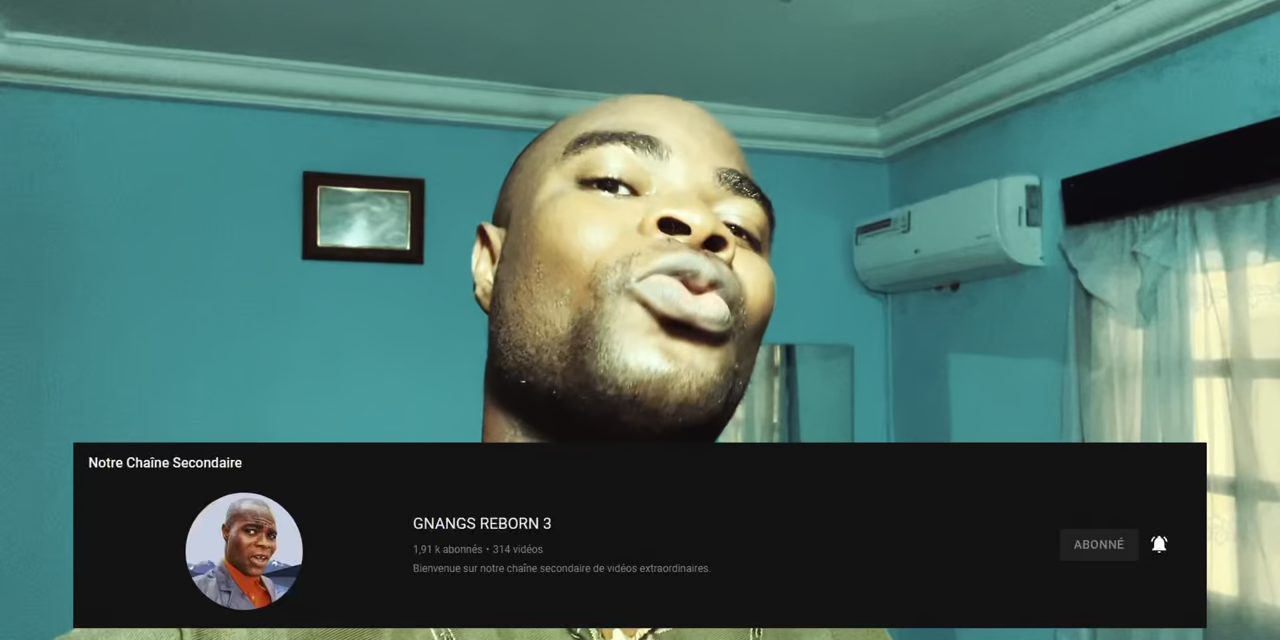 Notre Chaîne Secondaire
GNANGS REBORN 3
1,91 k abonnés • 314 vidéos
Bienvenue sur notre chaîne secondaire de vidéos extraordinaires.
ABONNÉ